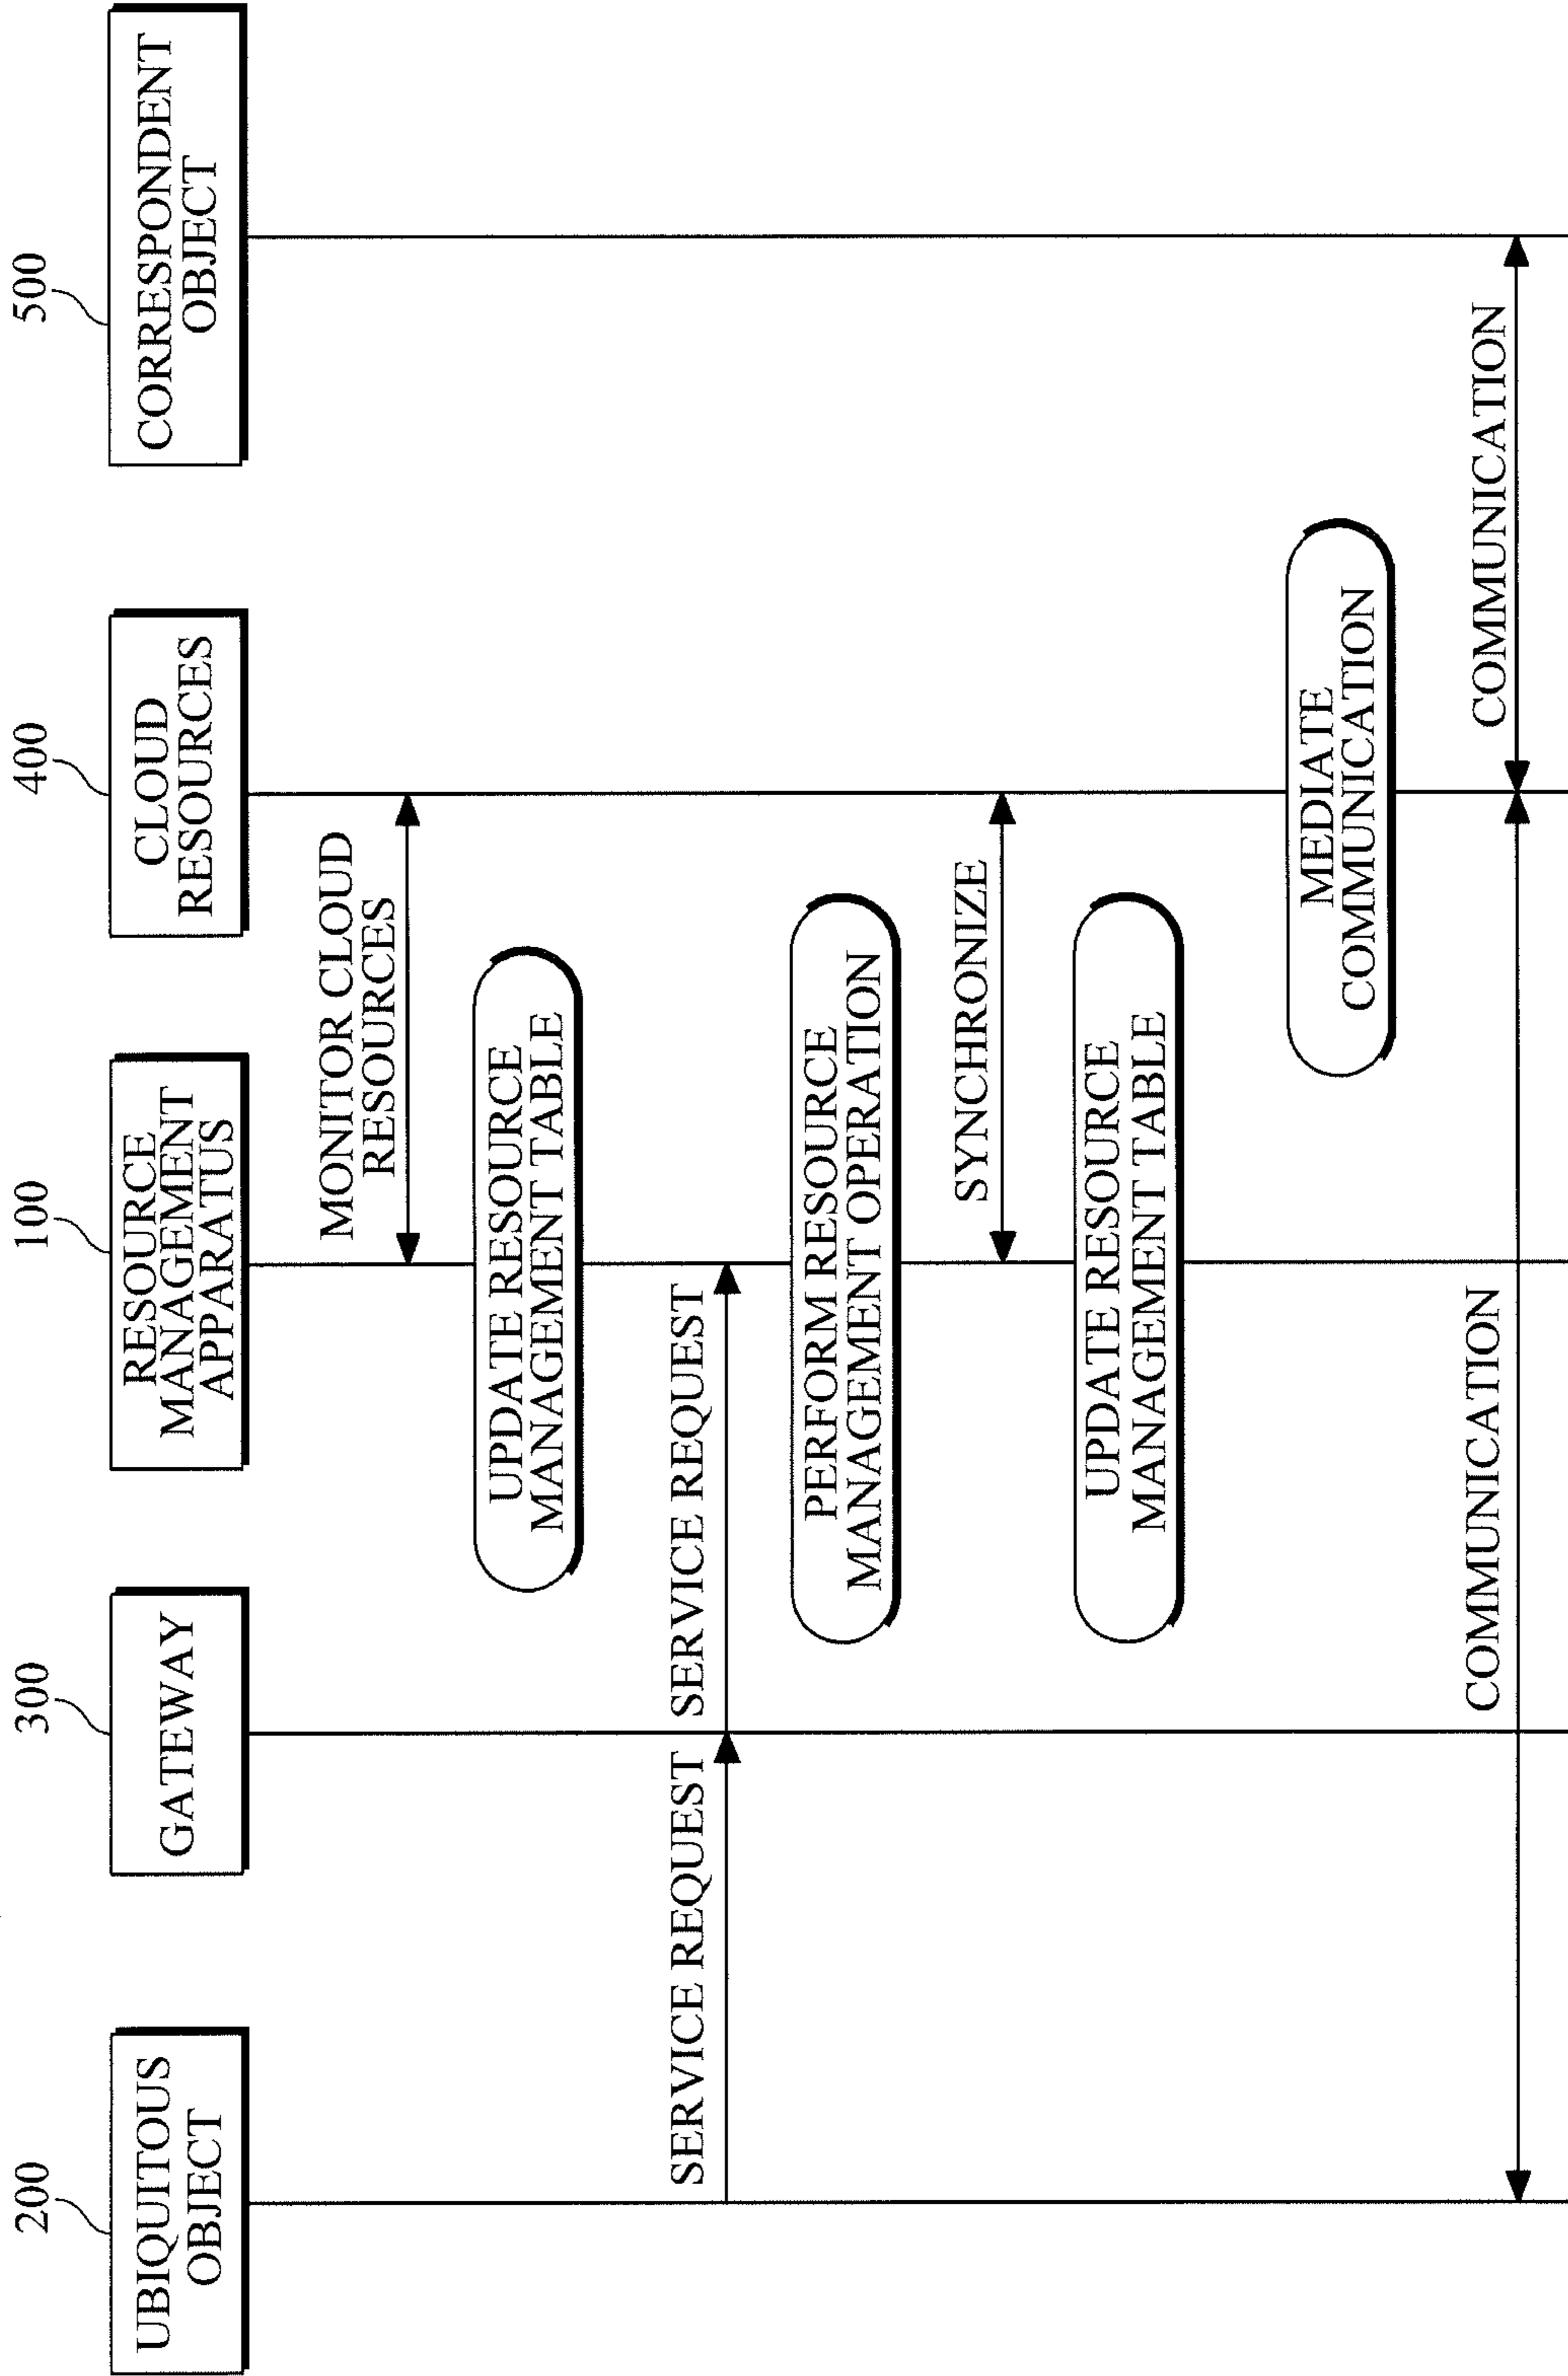 200
UBIQUITOUS
OBJECT
300
GATEWAY
100
RESOURCE
MANAGEMENT
APPARATUS
400
CLOUD
RESOURCES
500
CORRESPONDENT
OBJECT
MONITOR CLOUD
RESOURCES
UPDATE RESOURCE
MANAGEMENT TABLE
SERVICE REQUEST
SERVICE REQUEST
PERFORM RESOURCE
MANAGEMENT OPERATION
SYNCHRONIZE
UPDATE RESOURCE
MANAGEMENT TABLE
MEDIATE
COMMUNICATION
COMMUNICATION
COMMUNICATION